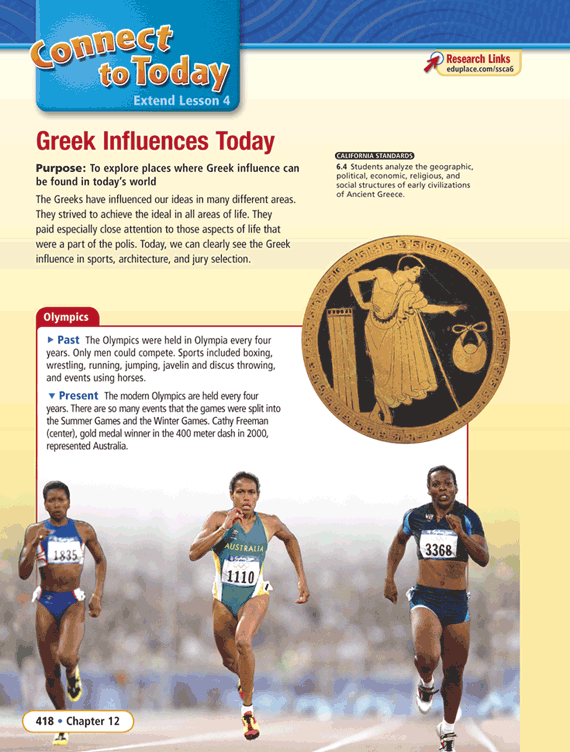 Connect
to Today
Extend Lesson 4
Research Links
eduplace.com/ssca6
Greek Influences Today
Purpose: To explore places where Greek influence can
be found in today's world
The Greeks have influenced our ideas in many different areas.
They strived to achieve the ideal in all areas of life. They
paid especially close attention to those aspects of life that
were a part of the polis. Today, we can clearly see the Greek
influence in sports, architecture, and jury selection.
CALIFORNIA STANDARDS
6.4 Students analyze the geographic,
political, economic, religious, and
social structures of early civilizations
of Ancient Greece.
Olympics
▶ Past The Olympics were held in Olympia every four
years. Only men could compete. Sports included boxing,
wrestling, running, jumping, javelin and discus throwing,
and events using horses.
▼ Present The modern Olympics are held every four
years. There are so many events that the games were split into
the Summer Games and the Winter Games. Cathy Freeman
(center), gold medal winner in the 400 meter dash in 2000,
represented Australia.
1835
AUSTRALIA
1110
3368
418 • Chapter 12